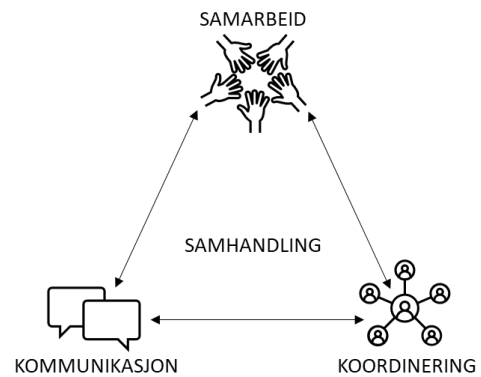 SAMARBEID
SAMHANDLING
KOMMUNIKASJON
KOORDINERING